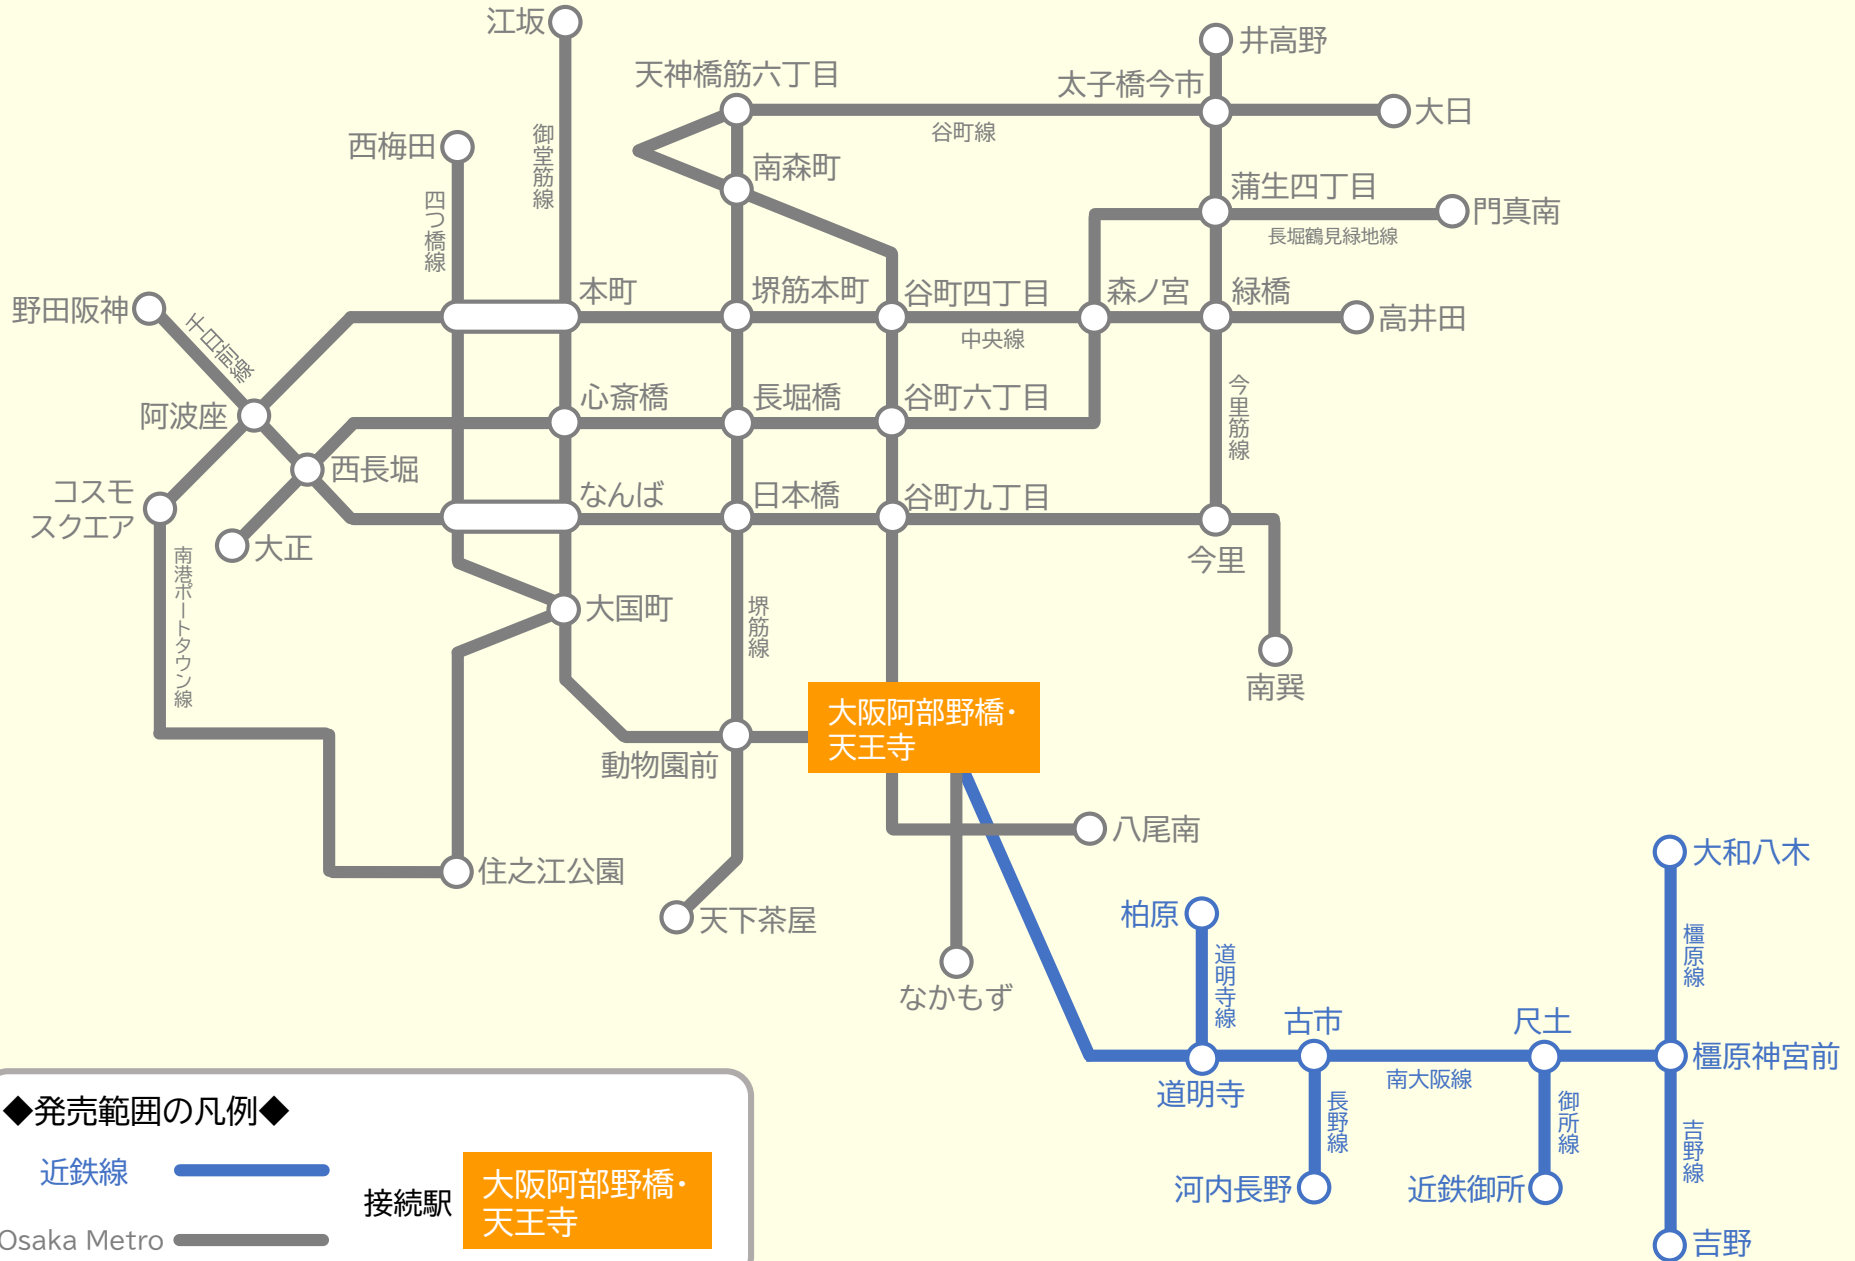 江坂
井高野
天神橋筋六丁目
太子橋今市
大日
谷町線
御堂筋線
西梅田
南森町
蒲生四丁目
門真南
四つ橋線
長堀鶴見緑地線
野田阪神
千日前線
本町
堺筋本町
谷町四丁目
森ノ宮
緑橋
高井田
中央線
阿波座
心斎橋
長堀橋
谷町六丁目
今里筋線
西長堀
コスモ
スクエア
なんば
日本橋
谷町九丁目
大正
今里
南港ポートタウン線
大国町
堺筋線
南巽
大阪阿部野橋・
天王寺
動物園前
八尾南
住之江公園
天下茶屋
なかもず
大和八木
柏原
道明寺線
橿原線
古市
尺土
橿原神宮前
道明寺
南大阪線
長野線
御所線
吉野線
河内長野
近鉄御所
吉野
◆発売範囲の凡例◆
近鉄線
接続駅
大阪阿部野橋・
天王寺
Osaka Metro